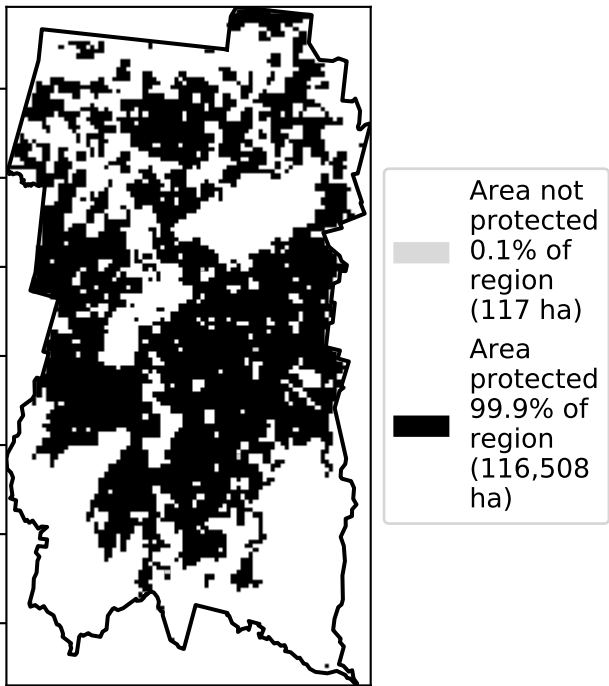 Area not
protected
0.1% of
region
(117 ha)
Area
protected
99.9% of
region
(116,508
ha)